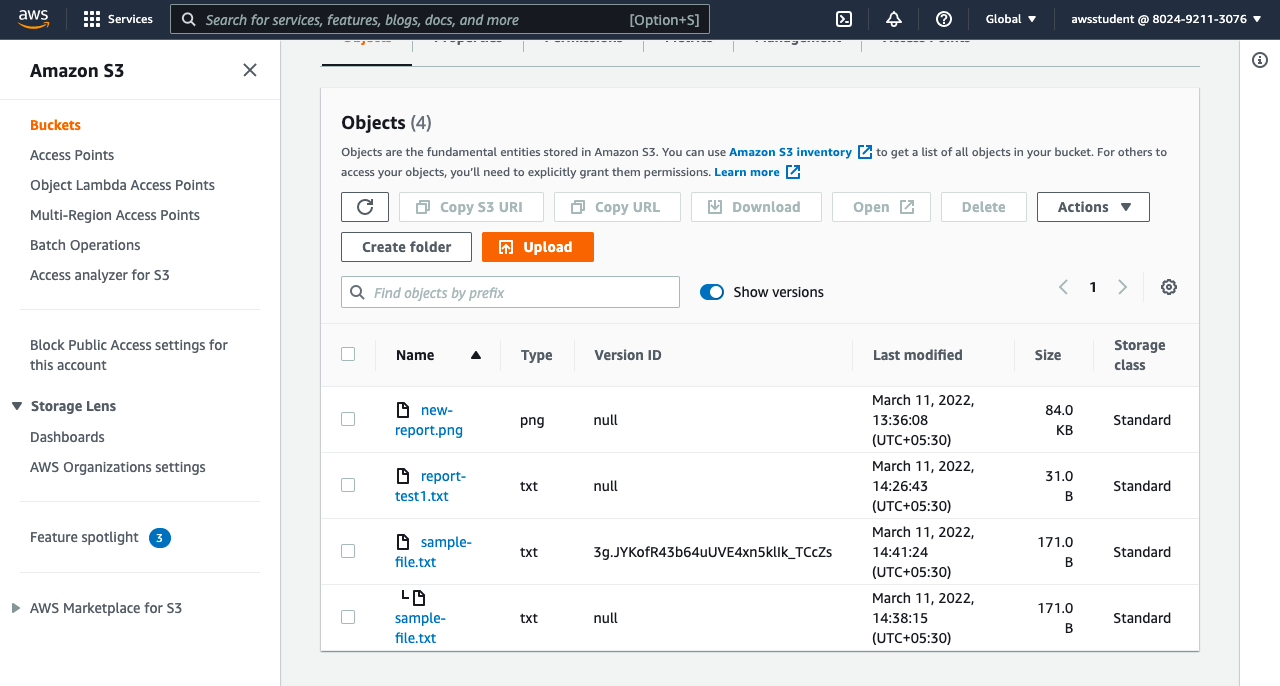 aws
Services
Search for services, features, blogs, docs, and more [Option+S]
Global
awsstudent @ 8024-9211-3076
Amazon S3
Buckets
Access Points
Object Lambda Access Points
Multi-Region Access Points
Batch Operations
Access analyzer for S3
Block Public Access settings for
this account
Storage Lens
Dashboards
AWS Organizations settings
Feature spotlight 3
AWS Marketplace for S3
Objects Properties Permissions Metrics Management Access Points
Objects (4)
Objects are the fundamental entities stored in Amazon S3. You can use Amazon S3 inventory to get a list of all objects in your bucket. For others to
access your objects, you'll need to explicitly grant them permissions. Learn more
Copy S3 URI Copy URL Download Open Delete Actions
Create folder Upload
Find objects by prefix Show versions 1
Name Type Version ID Last modified Size Storage
class
new-
report.png
png
null
March 11, 2022,
13:36:08
(UTC+05:30)
84.0
KB
Standard
report-
test1.txt
txt
null
March 11, 2022,
14:26:43
(UTC+05:30)
31.0
B
Standard
sample-
file.txt
txt
3g.JYKofR43b64uUVE4xn5klIk_TCcZs
March 11, 2022,
14:41:24
(UTC+05:30)
171.0
B
Standard
sample-
file.txt
txt
null
March 11, 2022,
14:38:15
(UTC+05:30)
171.0
B
Standard